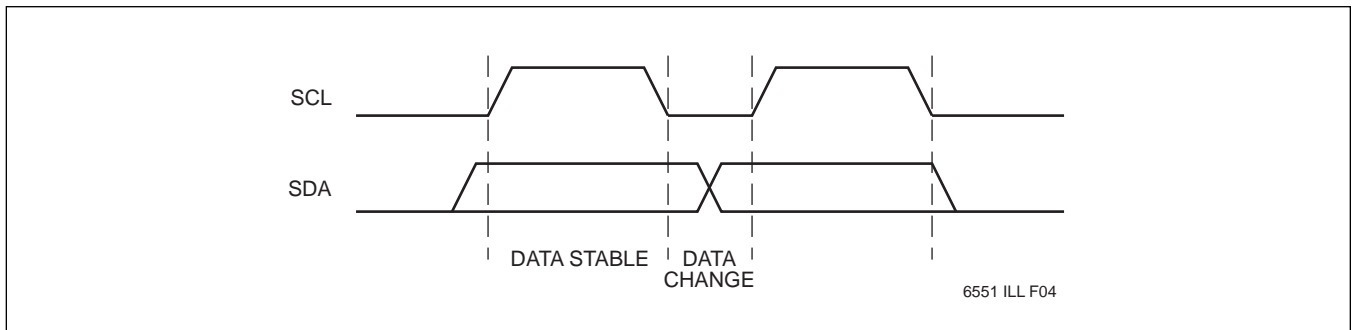 SCL
SDA
DATA STABLE
DATA
CHANGE
6551 ILL F04